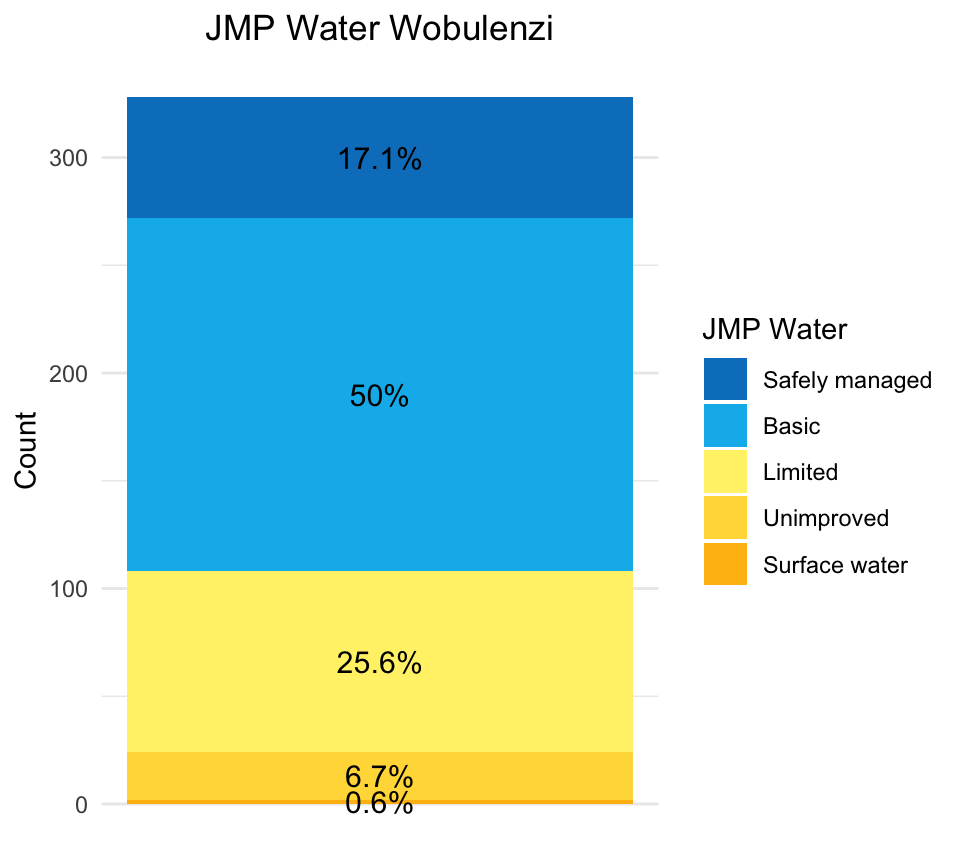 JMP Water Wobulenzi
300
200
100
0
Count
17.1%
50%
25.6%
6.7%
0.6%
JMP Water
Safely managed
Basic
Limited
Unimproved
Surface water